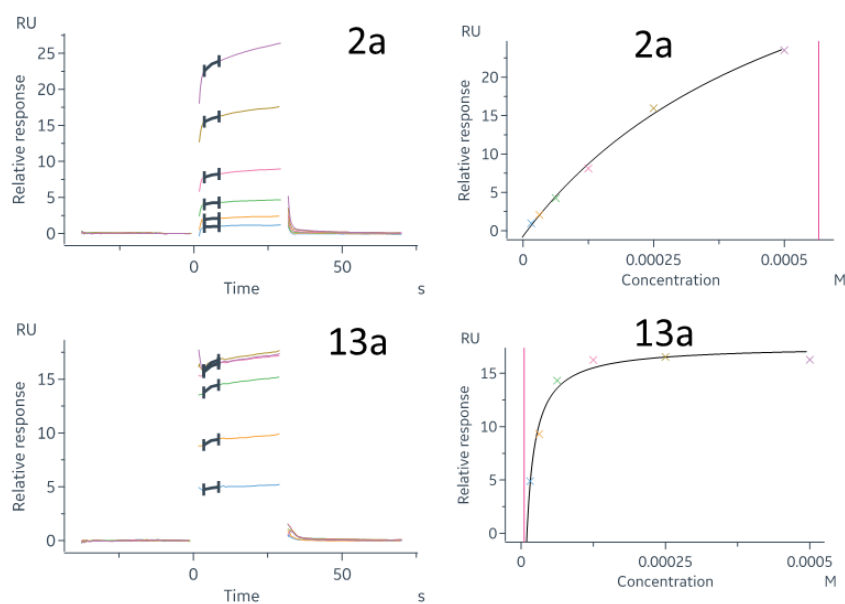 RU
2a
25
20
15
10
5
0
Relative response
0
50
Time
s
RU
2a
20
15
10
5
0
Relative response
0
0.00025
0.0005
Concentration
M
RU
13a
15
10
5
0
Relative response
0
50
Time
s
RU
13a
15
10
5
0
Relative response
0
0.00025
0.0005
Concentration
M